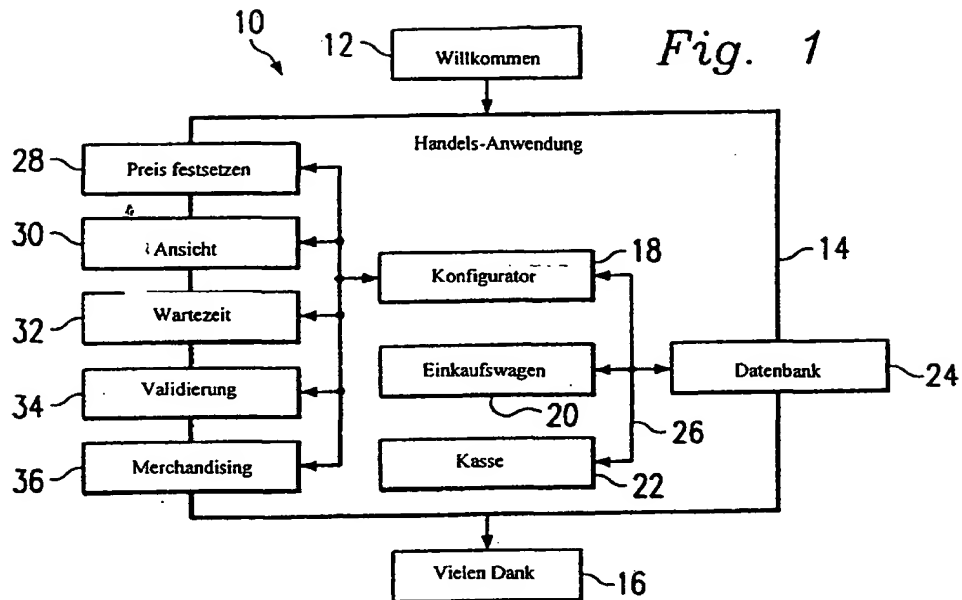 10
12
Willkommen
Fig. 1
Handels-Anwendung
28
Preis festsetzen
30
Ansicht
18
Konfigurator
14
32
Wartezeit
Einkaufswagen
Datenbank
24
34
Validierung
20
26
36
Merchandising
Kasse
22
Vielen Dank
16